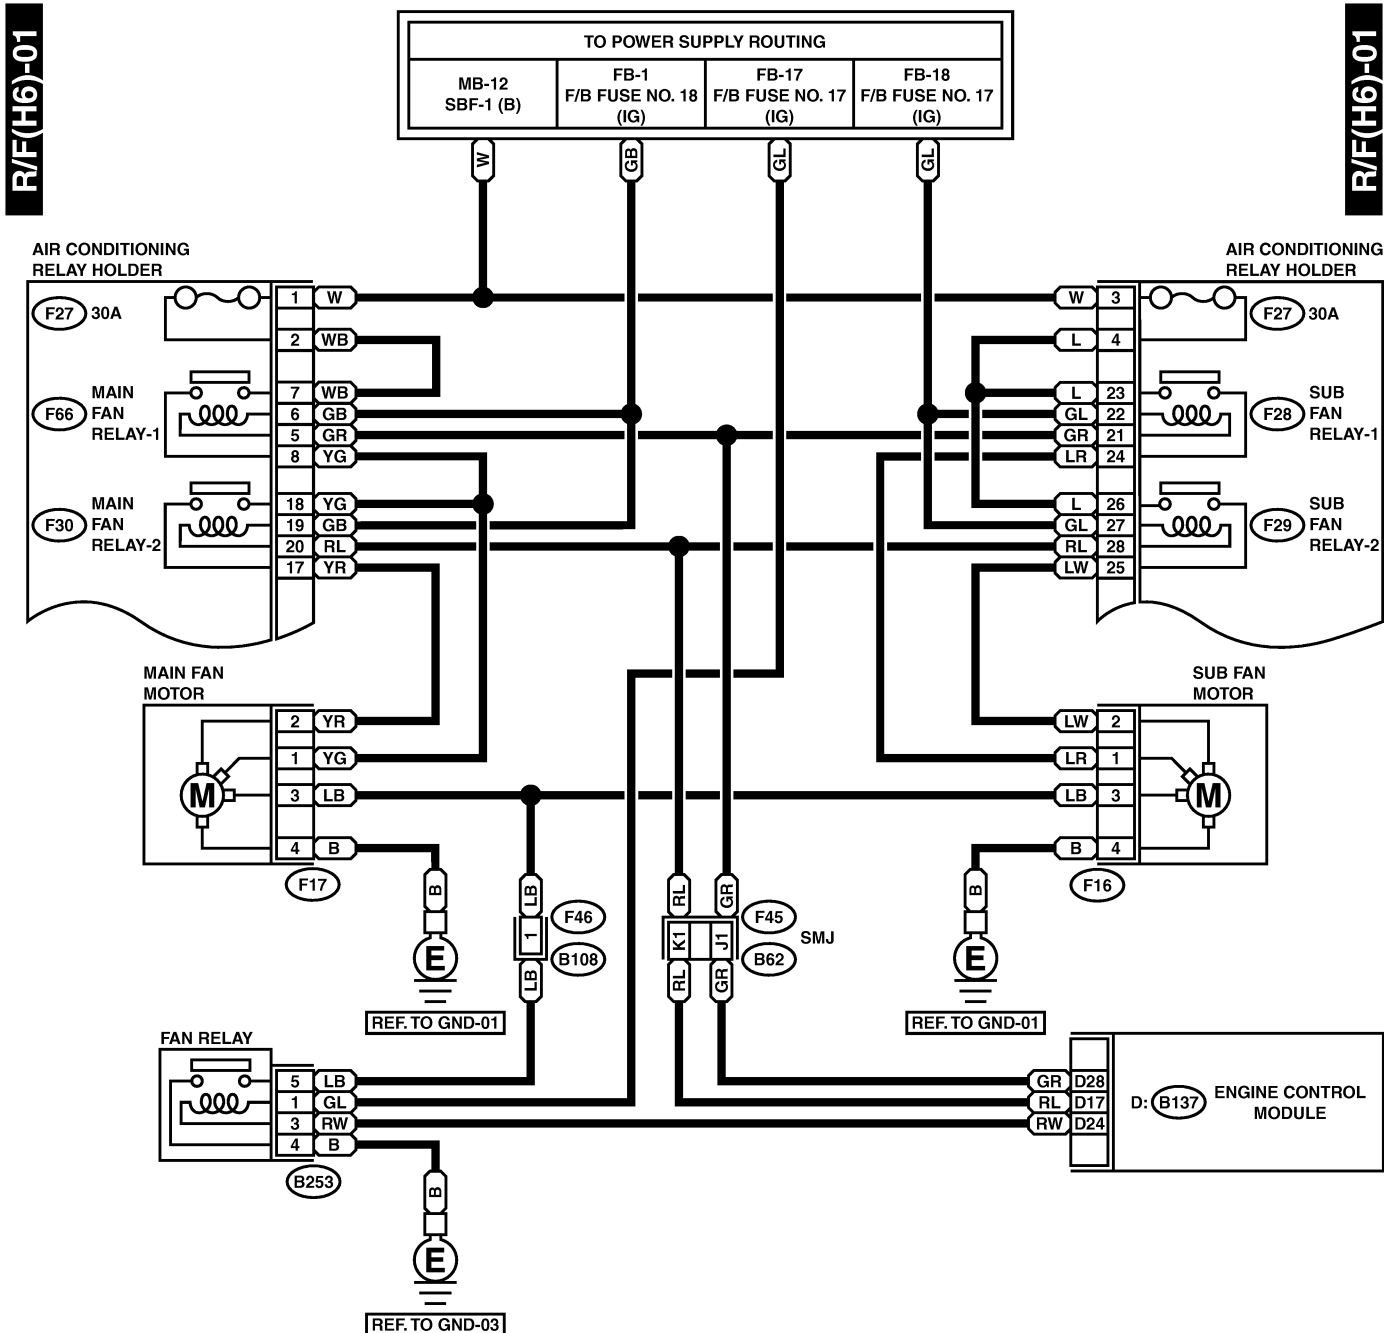 R/F(H6)-01
R/F(H6)-01
TO POWER SUPPLY ROUTING
MB-12
SBF-1 (B)
FB-1
F/B FUSE NO. 18
(IG)
FB-17
F/B FUSE NO. 17
(IG)
FB-18
F/B FUSE NO. 17
(IG)
W
GB
GL
GL
AIR CONDITIONING
RELAY HOLDER
F27
30A
1 W
2 WB
F66
MAIN
FAN
RELAY-1
7 WB
6 GB
5 GR
8 YG
F30
MAIN
FAN
RELAY-2
18 YG
19 GB
20 RL
17 YR
AIR CONDITIONING
RELAY HOLDER
W 3
L 4
F27
30A
L 23
GL 22
GR 21
LR 24
F28
SUB
FAN
RELAY-1
L 26
GL 27
RL 28
LW 25
F29
SUB
FAN
RELAY-2
MAIN FAN
MOTOR
M
2 YR
1 YG
3 LB
4 B
F17
B
E
REF. TO GND-01
SUB FAN
MOTOR
LW 2
LR 1
LB 3
B 4
M
F16
B
E
REF. TO GND-01
LB
1
LB
F46
B108
RL
GR
K1
J1
RL
GR
F45
B62
SMJ
FAN RELAY
5 LB
1 GL
3 RW
4 B
B253
B
E
REF. TO GND-03
GR D28
RL D17
RW D24
D: B137
ENGINE CONTROL
MODULE